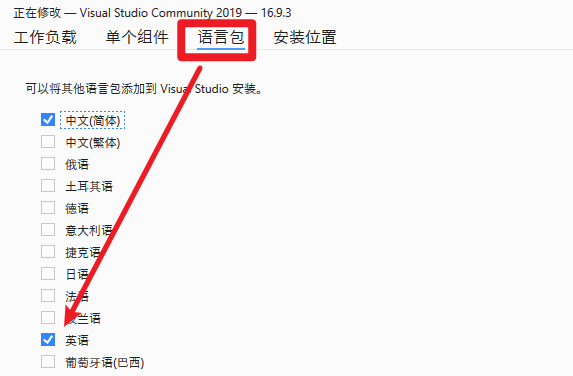 正在修改 — Visual Studio Community 2019 — 16.9.3
工作负载 单个组件 语言包 安装位置
可以将其他语言包添加到 Visual Studio 安装。
中文(简体)
中文(繁体)
俄语
土耳其语
德语
意大利语
捷克语
日语
法语
兰语
英语
葡萄牙语(巴西)